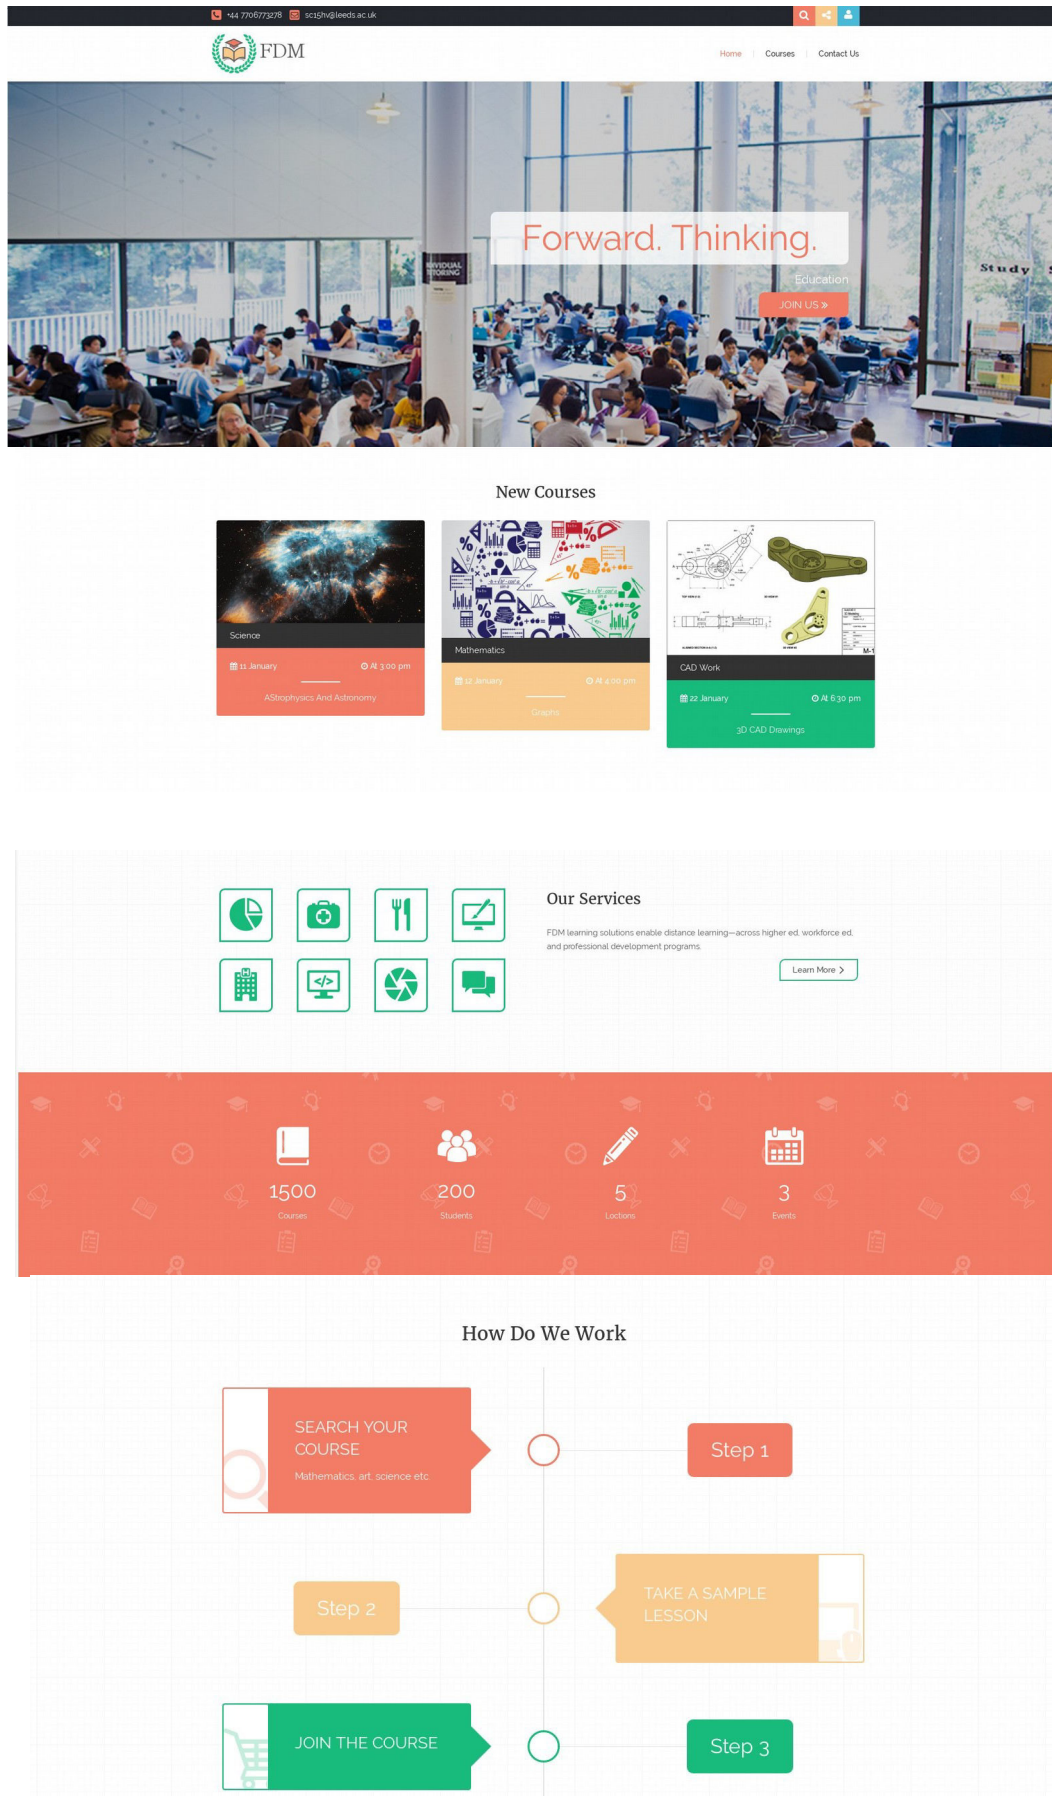 +44 7706773278 sc15hv@leeds.ac.uk
FDM
Home Courses Contact Us
Forward. Thinking.
INDIVIDUAL
TUTORING
Study
Education
JOIN US »
New Courses
Science
11 January At 3:00 pm
AStrophysics And Astronomy
Mathematics
12 January At 4:00 pm
Graphs
M-1
CAD Work
22 January At 6:30 pm
3D CAD Drawings
Our Services
FDM learning solutions enable distance learning—across higher ed, workforce ed,
and professional development programs.
Learn More >
1500
Courses
200
Students
5
Loctions
3
Events
How Do We Work
SEARCH YOUR
COURSE
Mathematics, art, science etc.
Step 1
Step 2
TAKE A SAMPLE
LESSON
JOIN THE COURSE
Step 3